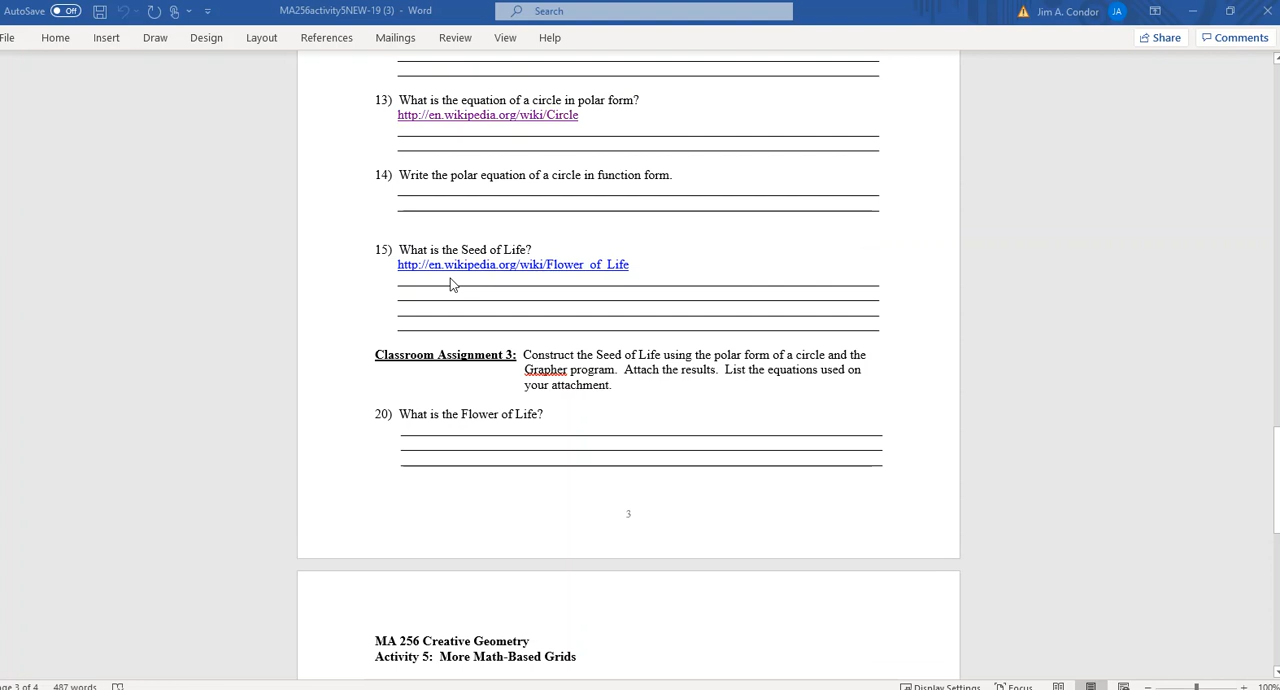 AutoSave Off MA256activity5NEW-19 (3) - Word Search Jim A. Condor JA
File Home Insert Draw Design Layout References Mailings Review View Help Share Comments
13) What is the equation of a circle in polar form?
http://en.wikipedia.org/wiki/Circle
14) Write the polar equation of a circle in function form.
15) What is the Seed of Life?
http://en.wikipedia.org/wiki/Flower_of_Life
Classroom Assignment 3: Construct the Seed of Life using the polar form of a circle and the
Grapher program. Attach the results. List the equations used on
your attachment.
20) What is the Flower of Life?
3
MA 256 Creative Geometry
Activity 5: More Math-Based Grids
age 3 of 4 487 words Display Settings Focus 100%